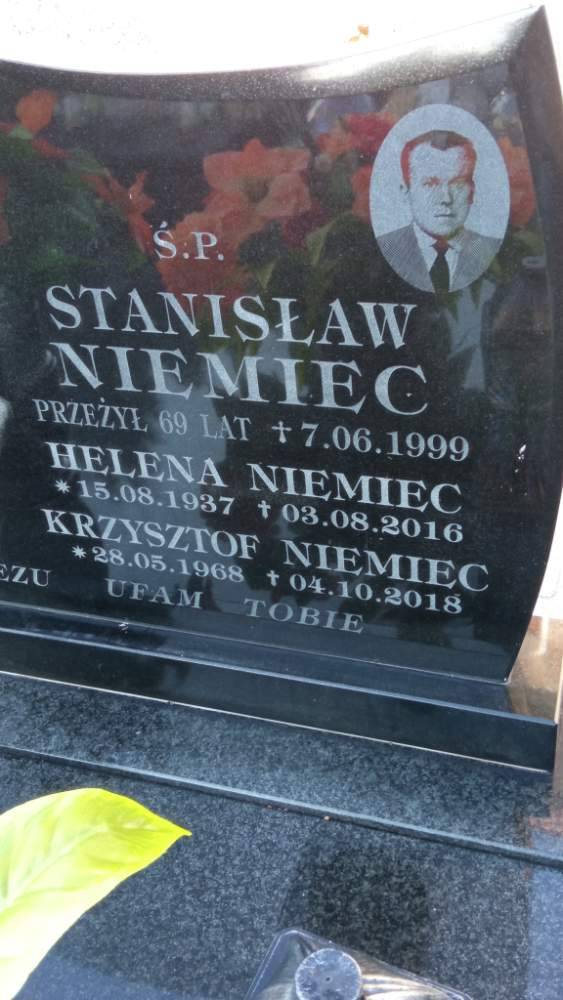 Ś.P.
STANISŁAW
NIEMIEC
PRZEŻYŁ 69 LAT ✝ 7.06.1999
HELENA NIEMIEC
* 15.08.1937 ✝ 03.08.2016
KRZYSZTOF NIEMIEC
* 28.05.1968 ✝ 04.10.2018
EZU UFAM TOBIE